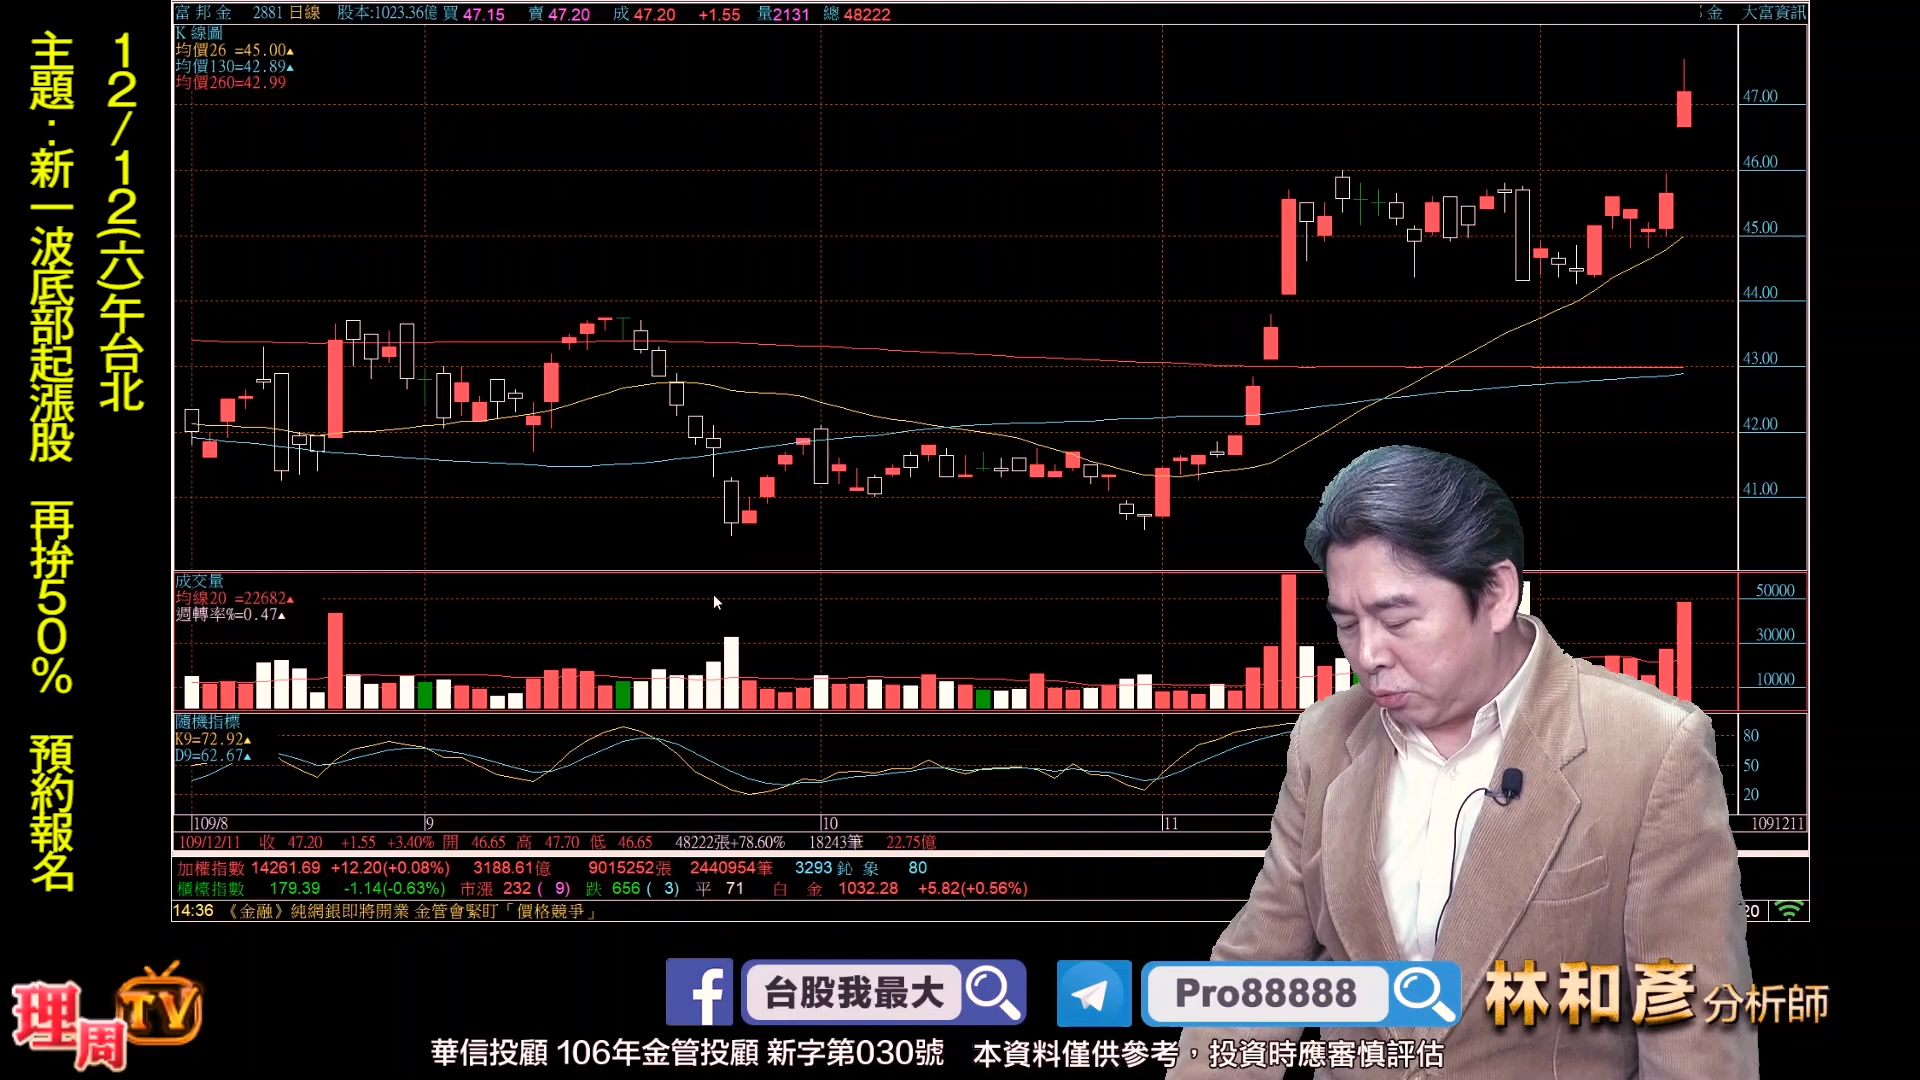 12/12(六)午台北
主題：新一波底部起漲股 再拚50% 預約報名
富邦金 2881 日線 股本:1023.36億 買 47.15 賣 47.20 成 47.20 +1.55 量2131 總 48222
金 大富資訊
K 線圖
均價26 =45.00▲
均價130=42.89▲
均價260=42.99
47.00
46.00
45.00
44.00
43.00
42.00
41.00
成交量
均線20 =22682▲
週轉率%=0.47▲
50000
30000
10000
隨機指標
K9=72.92▲
D9=62.67▲
80
50
20
109/8 9 10 11 1091211
109/12/11 收 47.20 +1.55 +3.40% 開 46.65 高 47.70 低 46.65 48222張+78.60% 18243筆 22.75億
加權指數 14261.69 +12.20(+0.08%) 3188.61億 9015252張 2440954筆 3293 鈊 象 80
櫃檯指數 179.39 -1.14(-0.63%) 市漲 232 ( 9) 跌 656 ( 3) 平 71 白 金 1032.28 +5.82(+0.56%)
14:36 《金融》純網銀即將開業 金管會緊盯「價格競爭」
20
理周TV
台股我最大
Pro88888
林和彥 分析師
華信投顧 106年金管投顧 新字第030號 本資料僅供參考，投資時應審慎評估